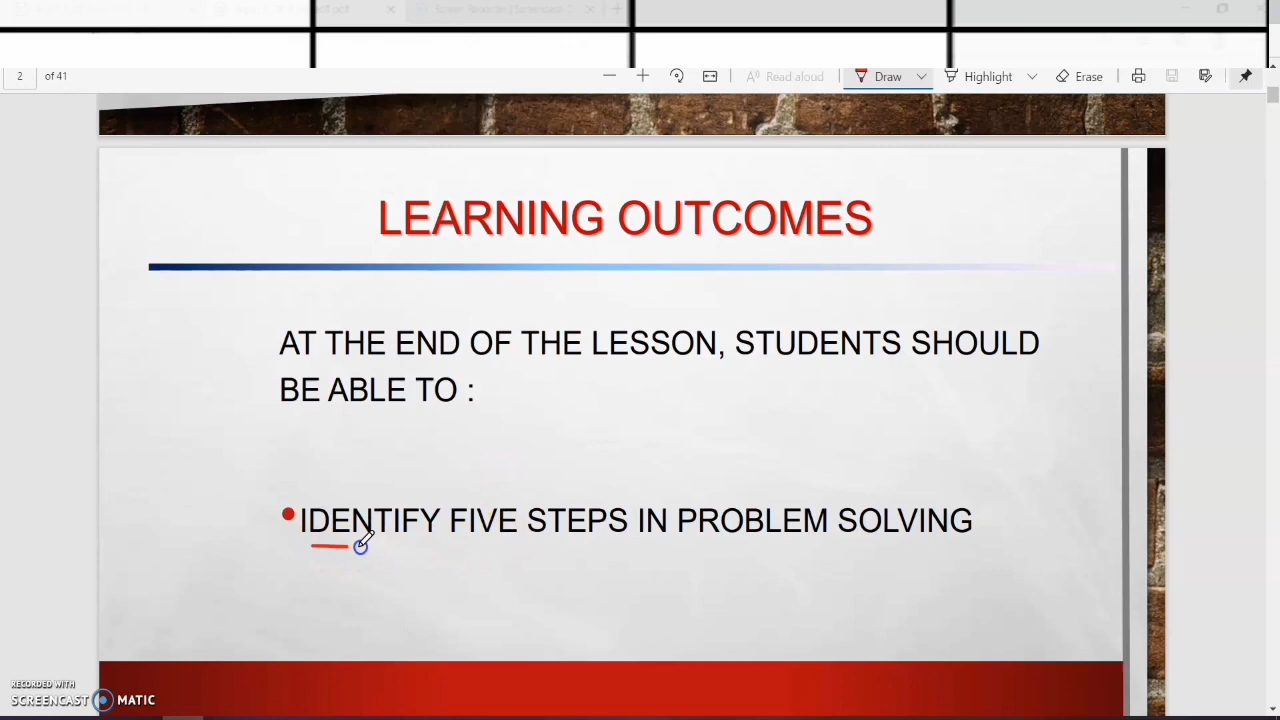 2 of 41
Read aloud
Draw
Highlight
Erase
LEARNING OUTCOMES
AT THE END OF THE LESSON, STUDENTS SHOULD
BE ABLE TO :
•IDENTIFY FIVE STEPS IN PROBLEM SOLVING
RECORDED WITH
SCREENCAST MATIC